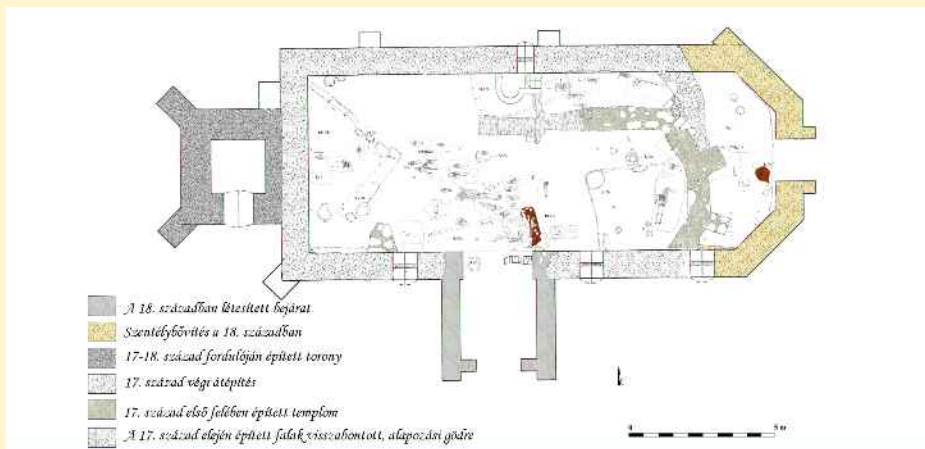 A 18. században létesített bejárat
Szentélybővítés a 18. században
17-18. század fordulóján épített torony
17. század végi átépítés
17. század első felében épített templom
A 17. század elején épített falak visszabontott, alapozási gödre
0 5 m